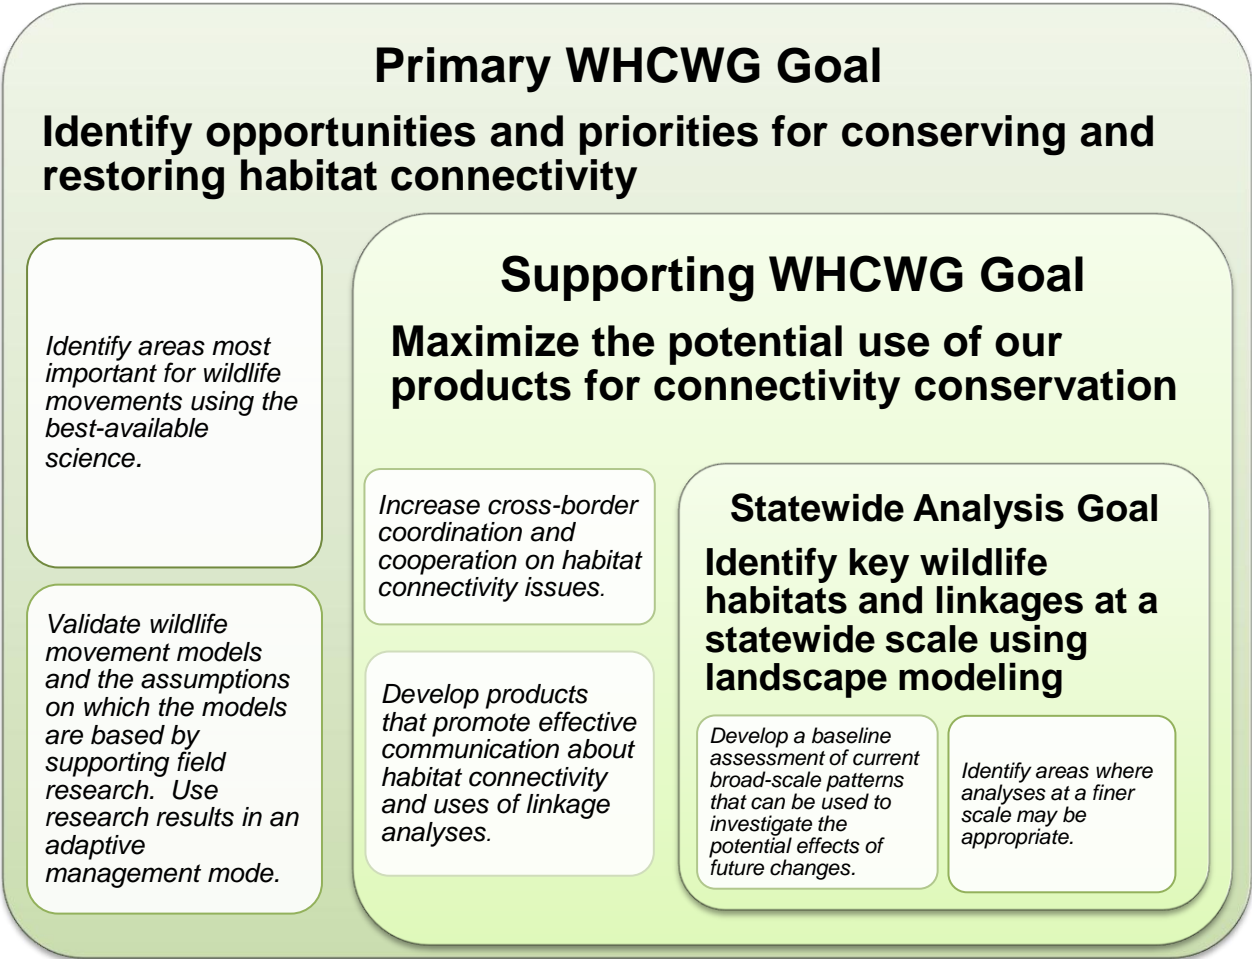 Primary WHCWG Goal
Identify opportunities and priorities for conserving and
restoring habitat connectivity
Identify areas most
important for wildlife
movements using the
best-available
science.
Validate wildlife
movement models
and the assumptions
on which the models
are based by
supporting field
research.  Use
research results in an
adaptive
management mode.
Supporting WHCWG Goal
Maximize the potential use of our
products for connectivity conservation
Increase cross-border
coordination and
cooperation on habitat
connectivity issues.
Develop products
that promote effective
communication about
habitat connectivity
and uses of linkage
analyses.
Statewide Analysis Goal
Identify key wildlife
habitats and linkages at a
statewide scale using
landscape modeling
Develop a baseline
assessment of current
broad-scale patterns
that can be used to
investigate the
potential effects of
future changes.
Identify areas where
analyses at a finer
scale may be
appropriate.